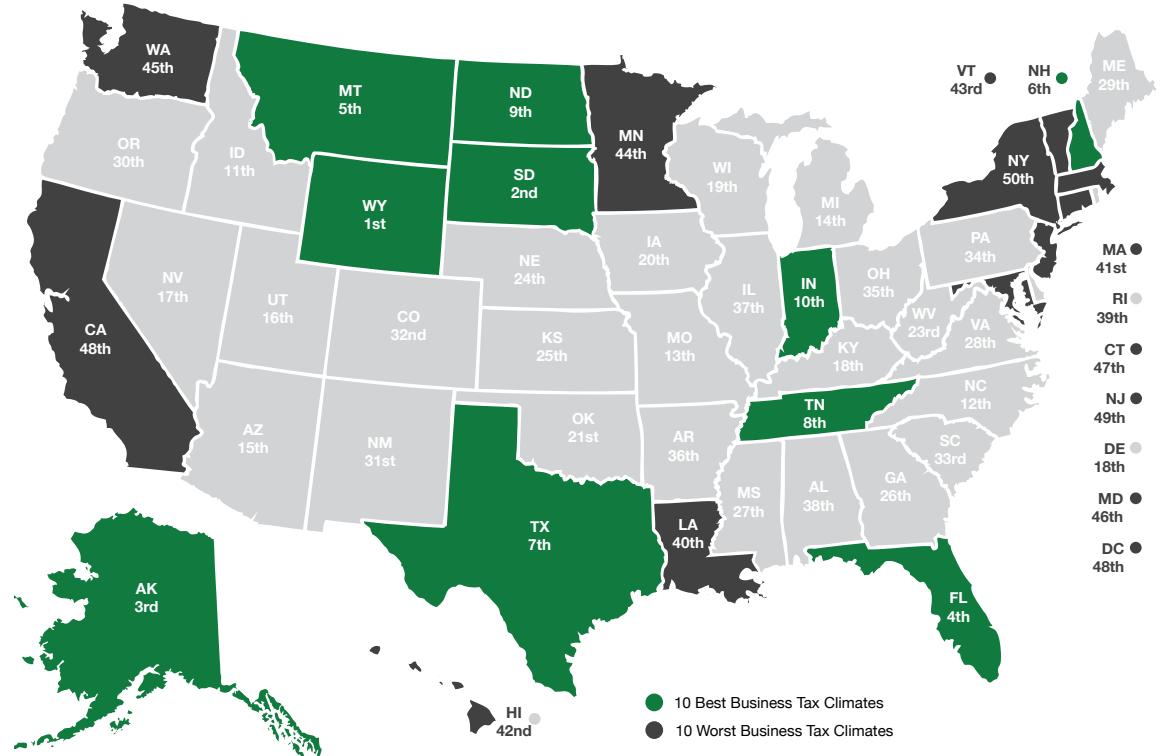 WA
45th
MT
5th
ND
9th
MN
44th
VT
43rd
NH
6th
ME
29th
OR
30th
ID
11th
SD
2nd
WI
19th
NY
50th
WY
1st
MI
14th
MA
41st
NV
17th
UT
16th
NE
24th
IA
20th
IL
37th
IN
10th
OH
35th
PA
34th
RI
39th
CA
48th
CO
32nd
KS
25th
MO
13th
KY
18th
WV
23rd
VA
28th
CT
47th
AZ
15th
NM
31st
OK
21st
AR
36th
TN
8th
NC
12th
NJ
49th
SC
33rd
DE
18th
MS
27th
AL
38th
GA
26th
TX
7th
LA
40th
MD
46th
DC
48th
AK
3rd
FL
4th
HI
42nd
10 Best Business Tax Climates
10 Worst Business Tax Climates